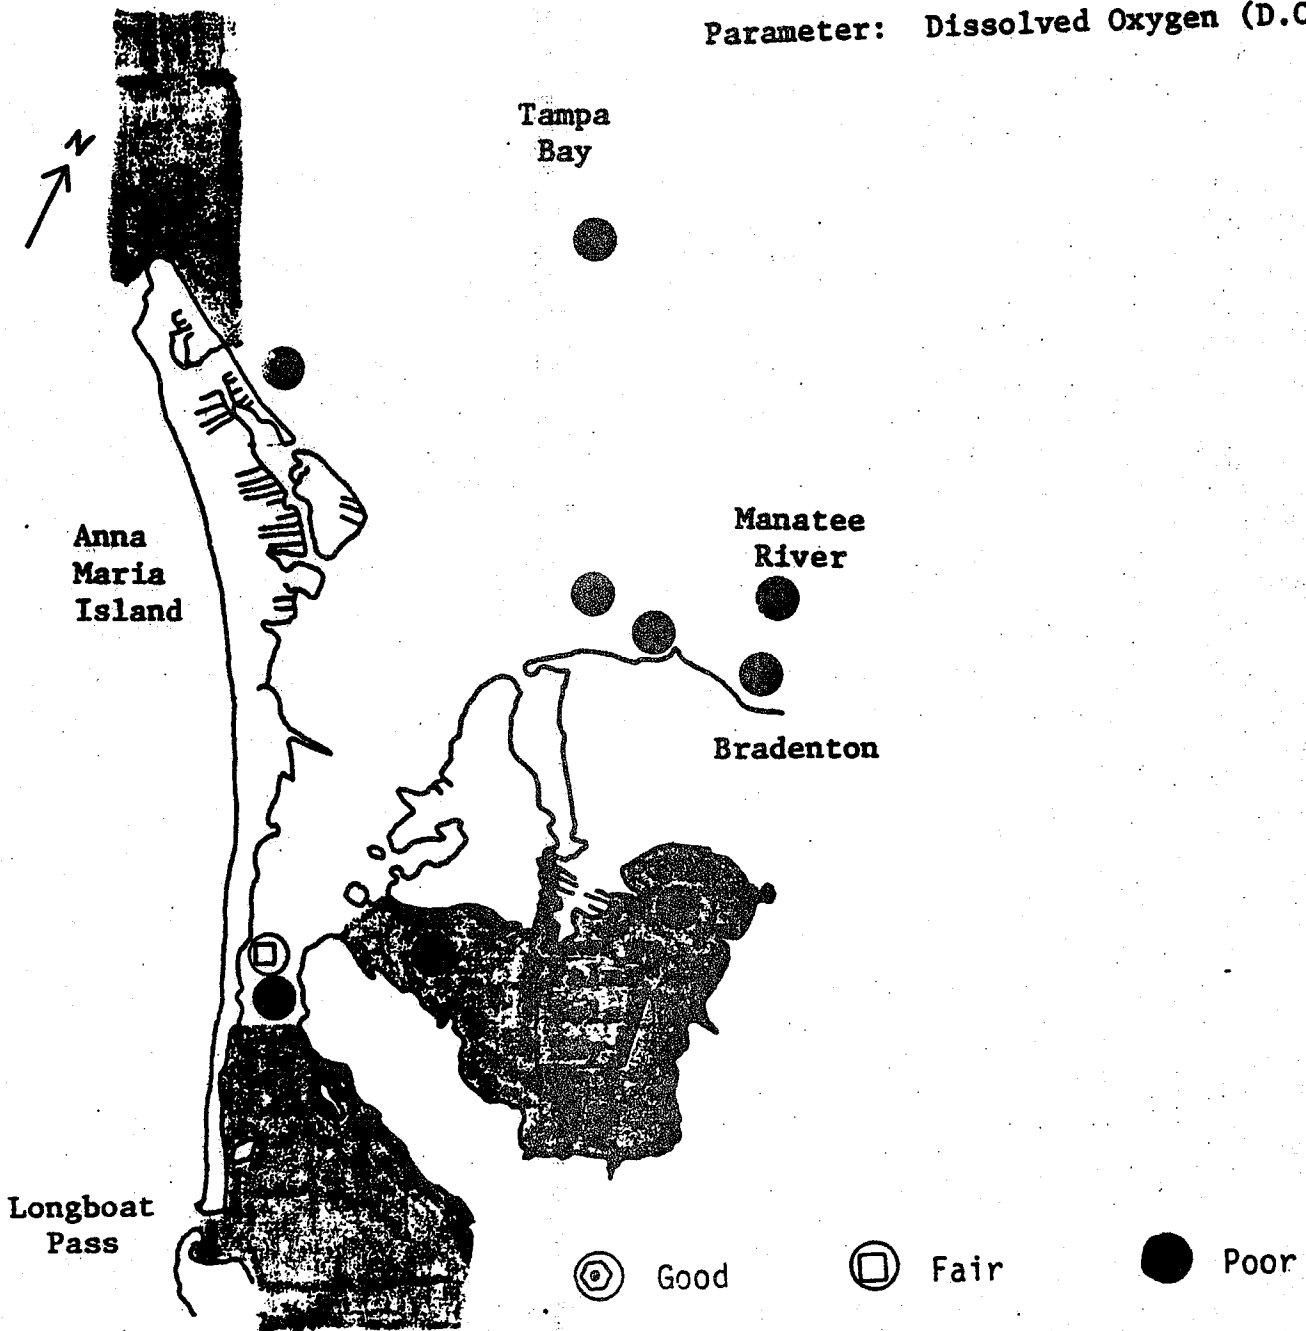 Parameter: Dissolved Oxygen (D.O
Tampa
Bay
N
Anna
Maria
Island
Manatee
River
Bradenton
Longboat
Pass
Good
Fair
Poor